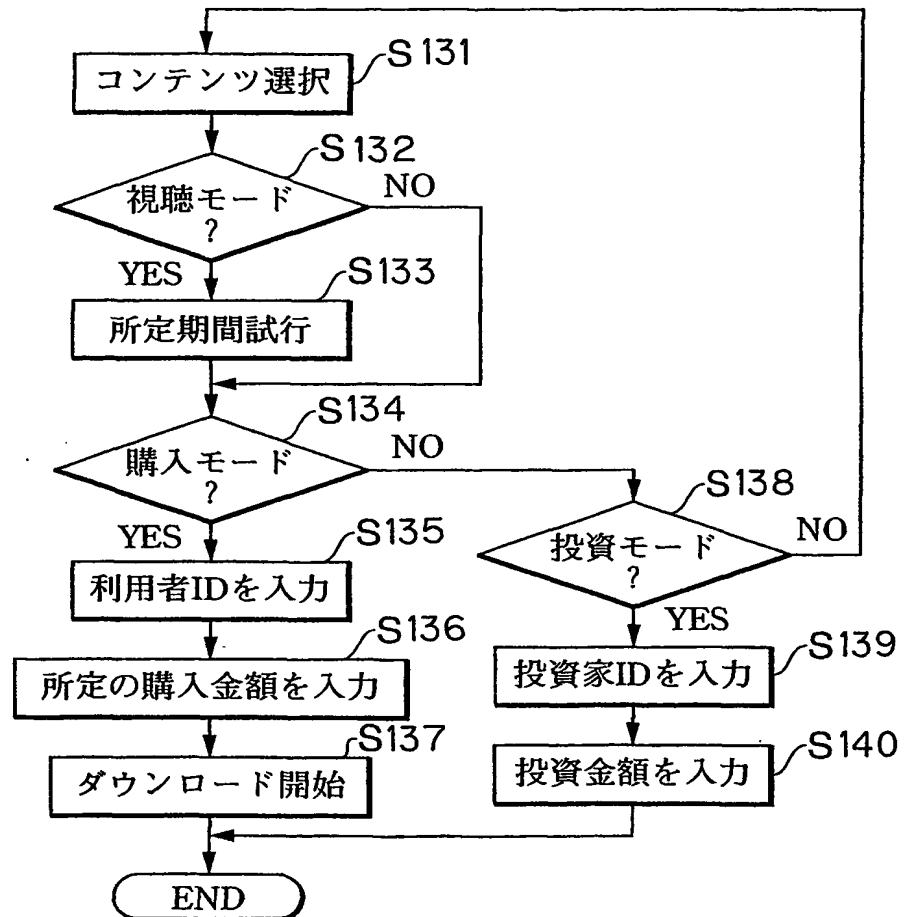 S131
コンテンツ選択
S132
視聴モード
?
NO
YES
S133
所定期間試行
S134
購入モード
?
NO
YES
S138
投資モード
?
NO
YES
S135
利用者IDを入力
S136
所定の購入金額を入力
S137
ダウンロード開始
S139
投資家IDを入力
S140
投資金額を入力
END